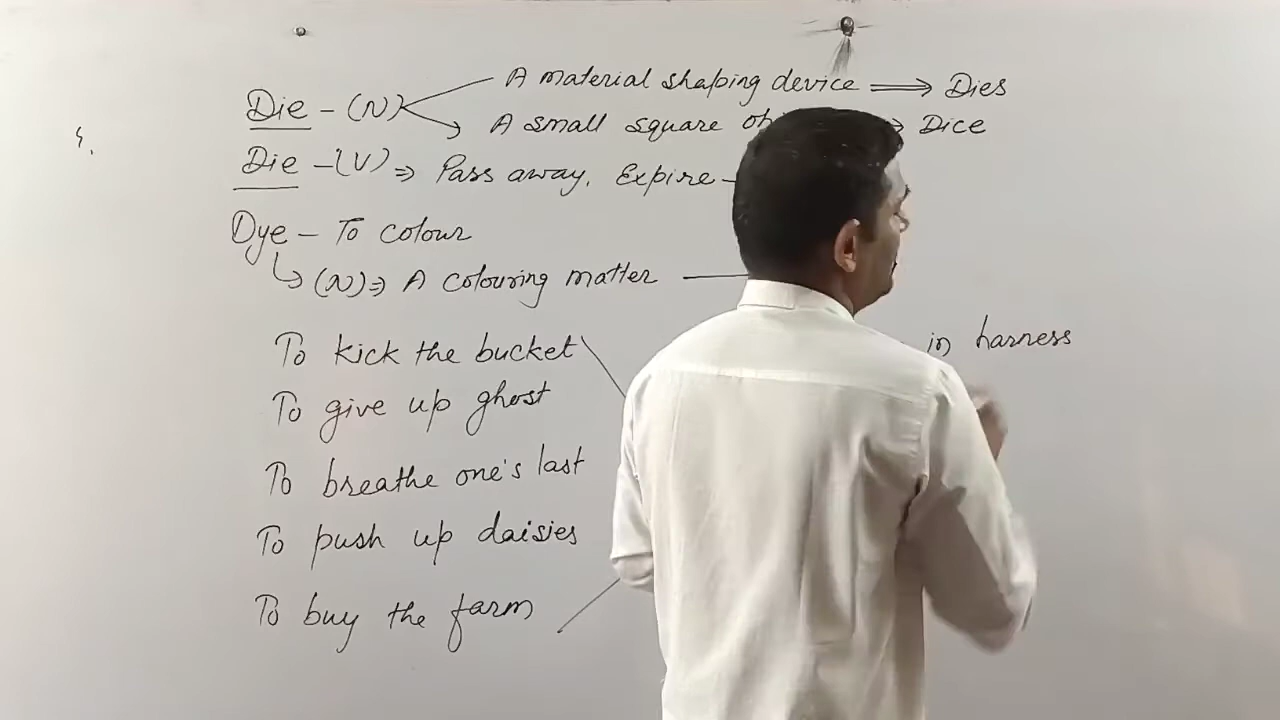 Die - (N) A material shaping device ⇒ Dies
A small square ⇒ Dice
Die - (V) ⇒ Pass away, Expire -
Dye - To colour
(N) ⇒ A colouring matter
To kick the bucket
in harness
To give up ghost
To breathe one's last
To push up daisies
To buy the farm